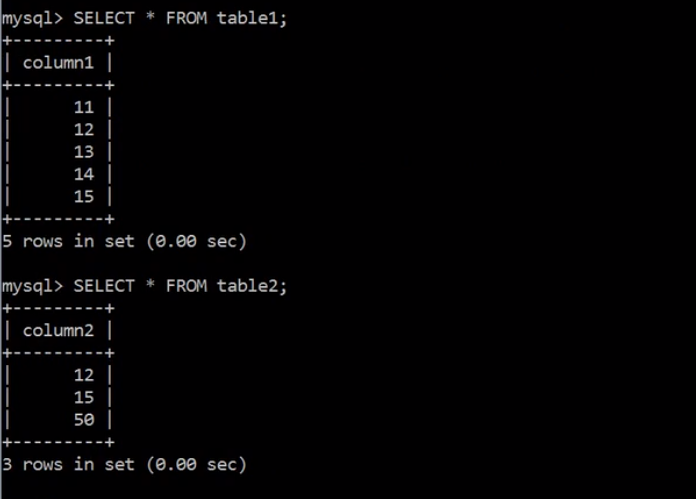 mysql> SELECT * FROM table1;
+---------+
| column1 |
+---------+
|      11 |
|      12 |
|      13 |
|      14 |
|      15 |
+---------+
5 rows in set (0.00 sec)

mysql> SELECT * FROM table2;
+---------+
| column2 |
+---------+
|      12 |
|      15 |
|      50 |
+---------+
3 rows in set (0.00 sec)